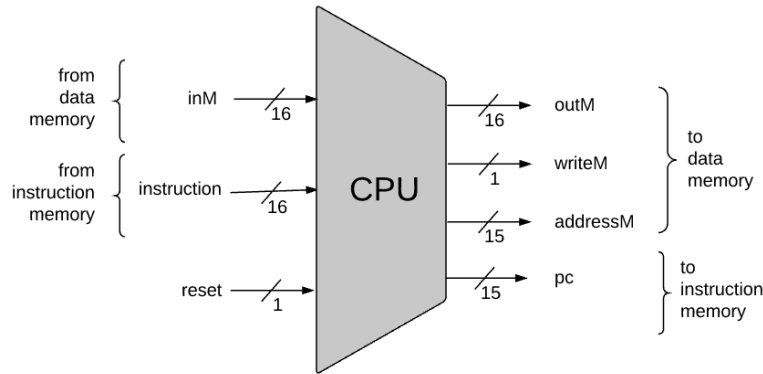 from
data
memory
inM
16
from
instruction
memory
instruction
16
reset
1
CPU
16
outM
1
writeM
15
addressM
to
data
memory
15
pc
to
instruction
memory